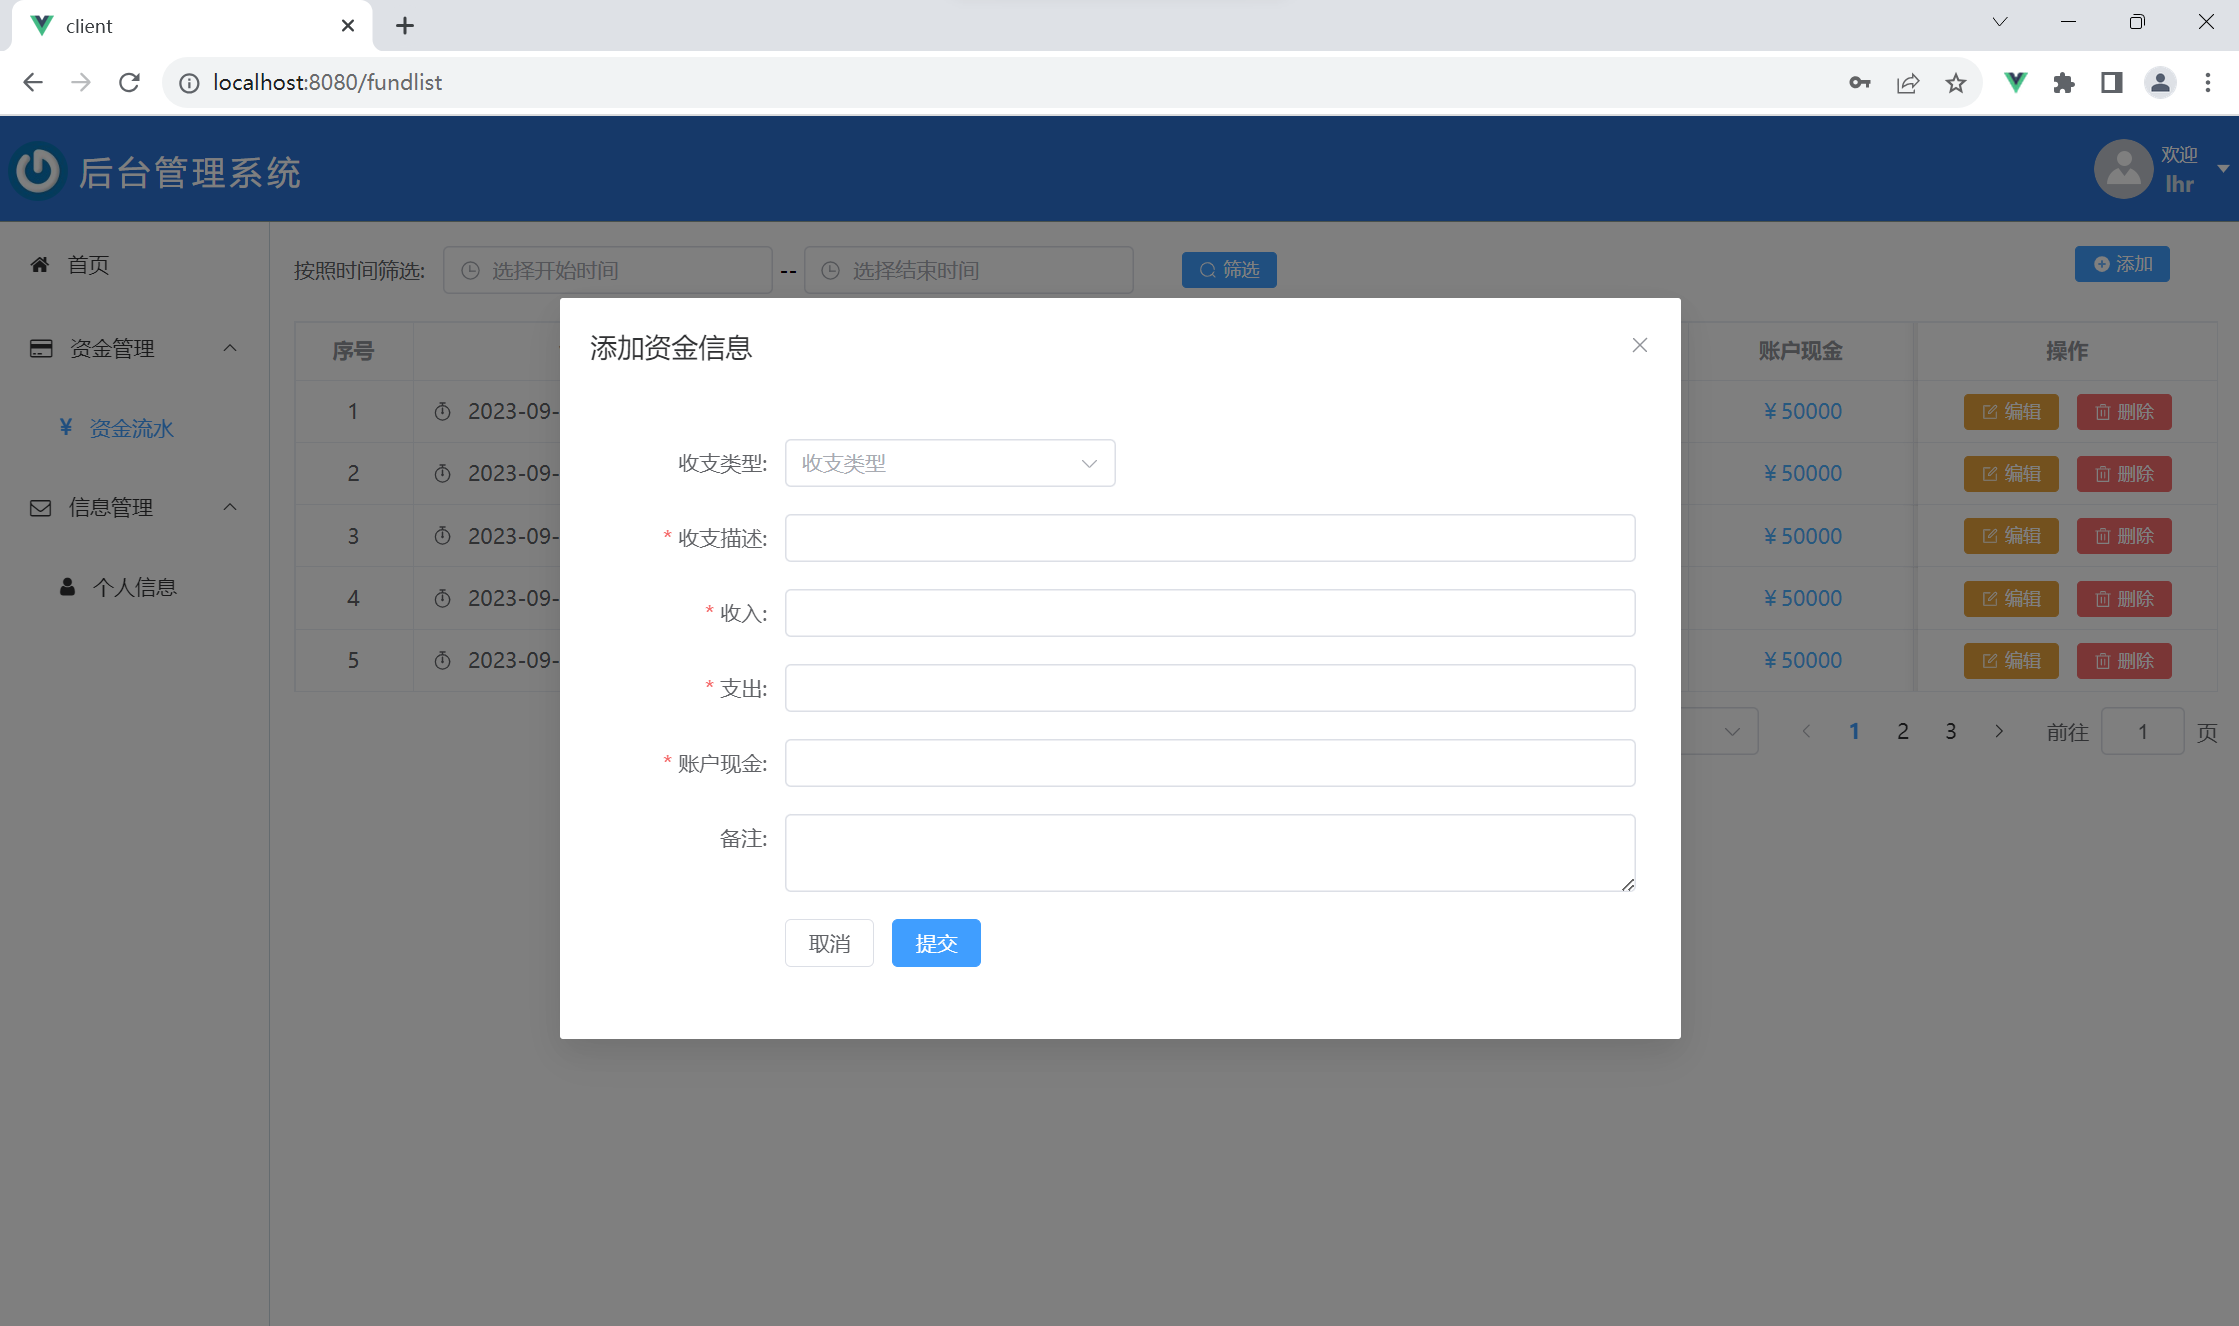 client
localhost:8080/fundlist
后台管理系统
欢迎
lhr
首页
资金管理
¥ 资金流水
信息管理
个人信息
按照时间筛选: 选择开始时间 -- 选择结束时间 筛选 添加
序号 账户现金 操作
1 2023-09- ¥ 50000 编辑 删除
2 2023-09- ¥ 50000 编辑 删除
3 2023-09- ¥ 50000 编辑 删除
4 2023-09- ¥ 50000 编辑 删除
5 2023-09- ¥ 50000 编辑 删除
1 2 3 前往 1 页
添加资金信息
收支类型: 收支类型
* 收支描述:
* 收入:
* 支出:
* 账户现金:
备注:
取消 提交